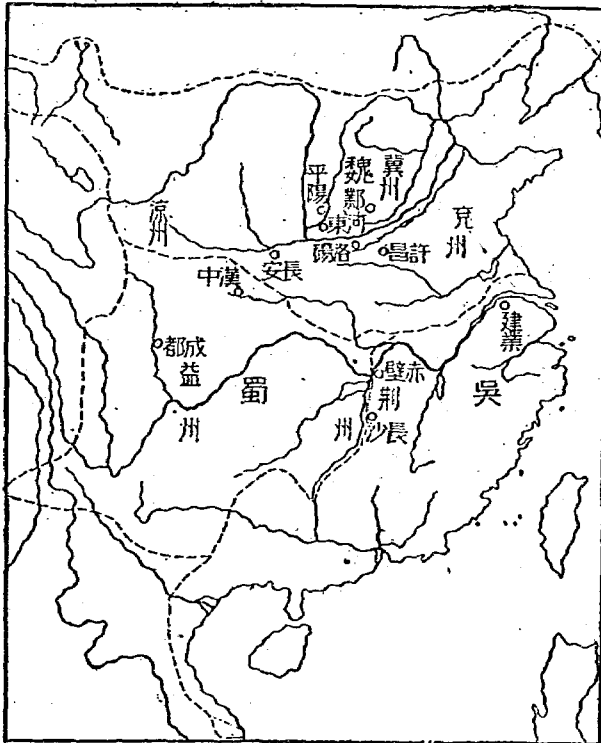 冀州
魏
鄴
平陽
河東
兗州
涼州
洛陽
許昌
長安
漢中
建業
成都
益州
蜀
赤壁
荊州
吳
長沙